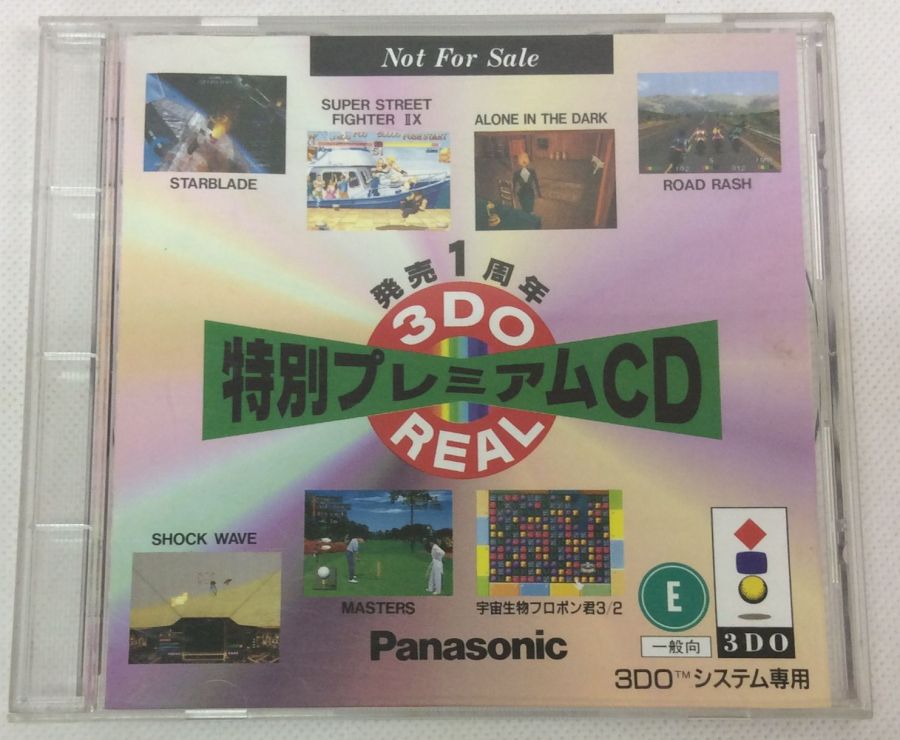 Not For Sale
STARBLADE
SUPER STREET
FIGHTER ⅡX
ALONE IN THE DARK
ROAD RASH
発売1周年
3DO
特別プレミアムCD
REAL
SHOCK WAVE
MASTERS
宇宙生物フロポン君3/2
Panasonic
E
一般向
3DO
3DO™システム専用